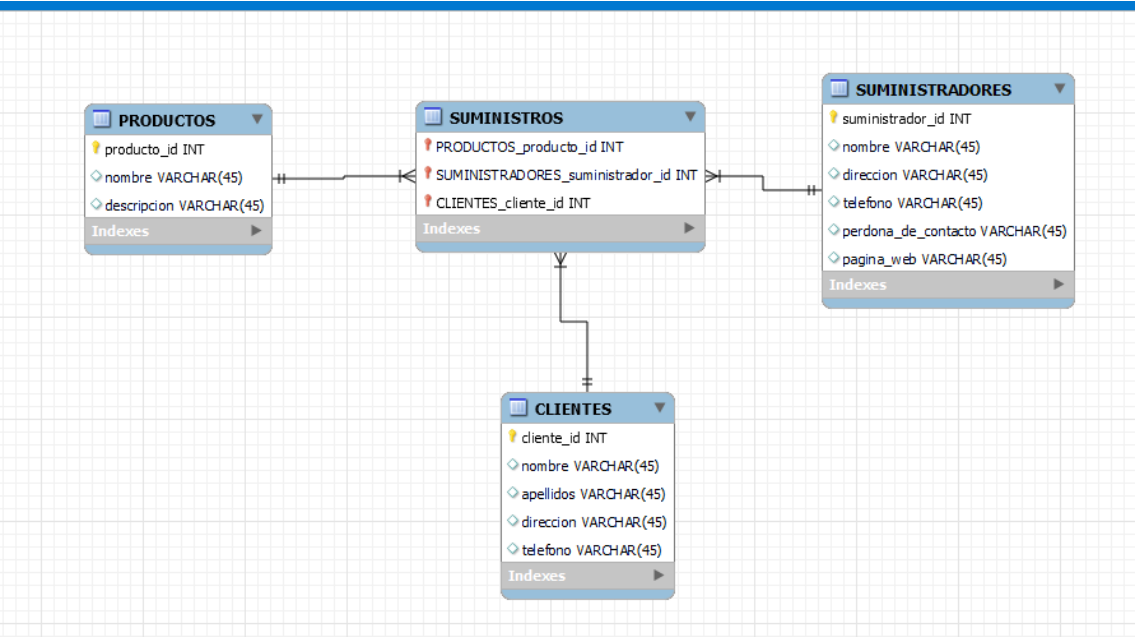 PRODUCTOS
producto_id INT
nombre VARCHAR(45)
descripcion VARCHAR(45)
Indexes
SUMINISTROS
PRODUCTOS_producto_id INT
SUMINISTRADORES_suministrador_id INT
CLIENTES_cliente_id INT
Indexes
SUMINISTRADORES
suministrador_id INT
nombre VARCHAR(45)
direccion VARCHAR(45)
telefono VARCHAR(45)
perdona_de_contacto VARCHAR(45)
pagina_web VARCHAR(45)
Indexes
CLIENTES
cliente_id INT
nombre VARCHAR(45)
apellidos VARCHAR(45)
direccion VARCHAR(45)
telefono VARCHAR(45)
Indexes